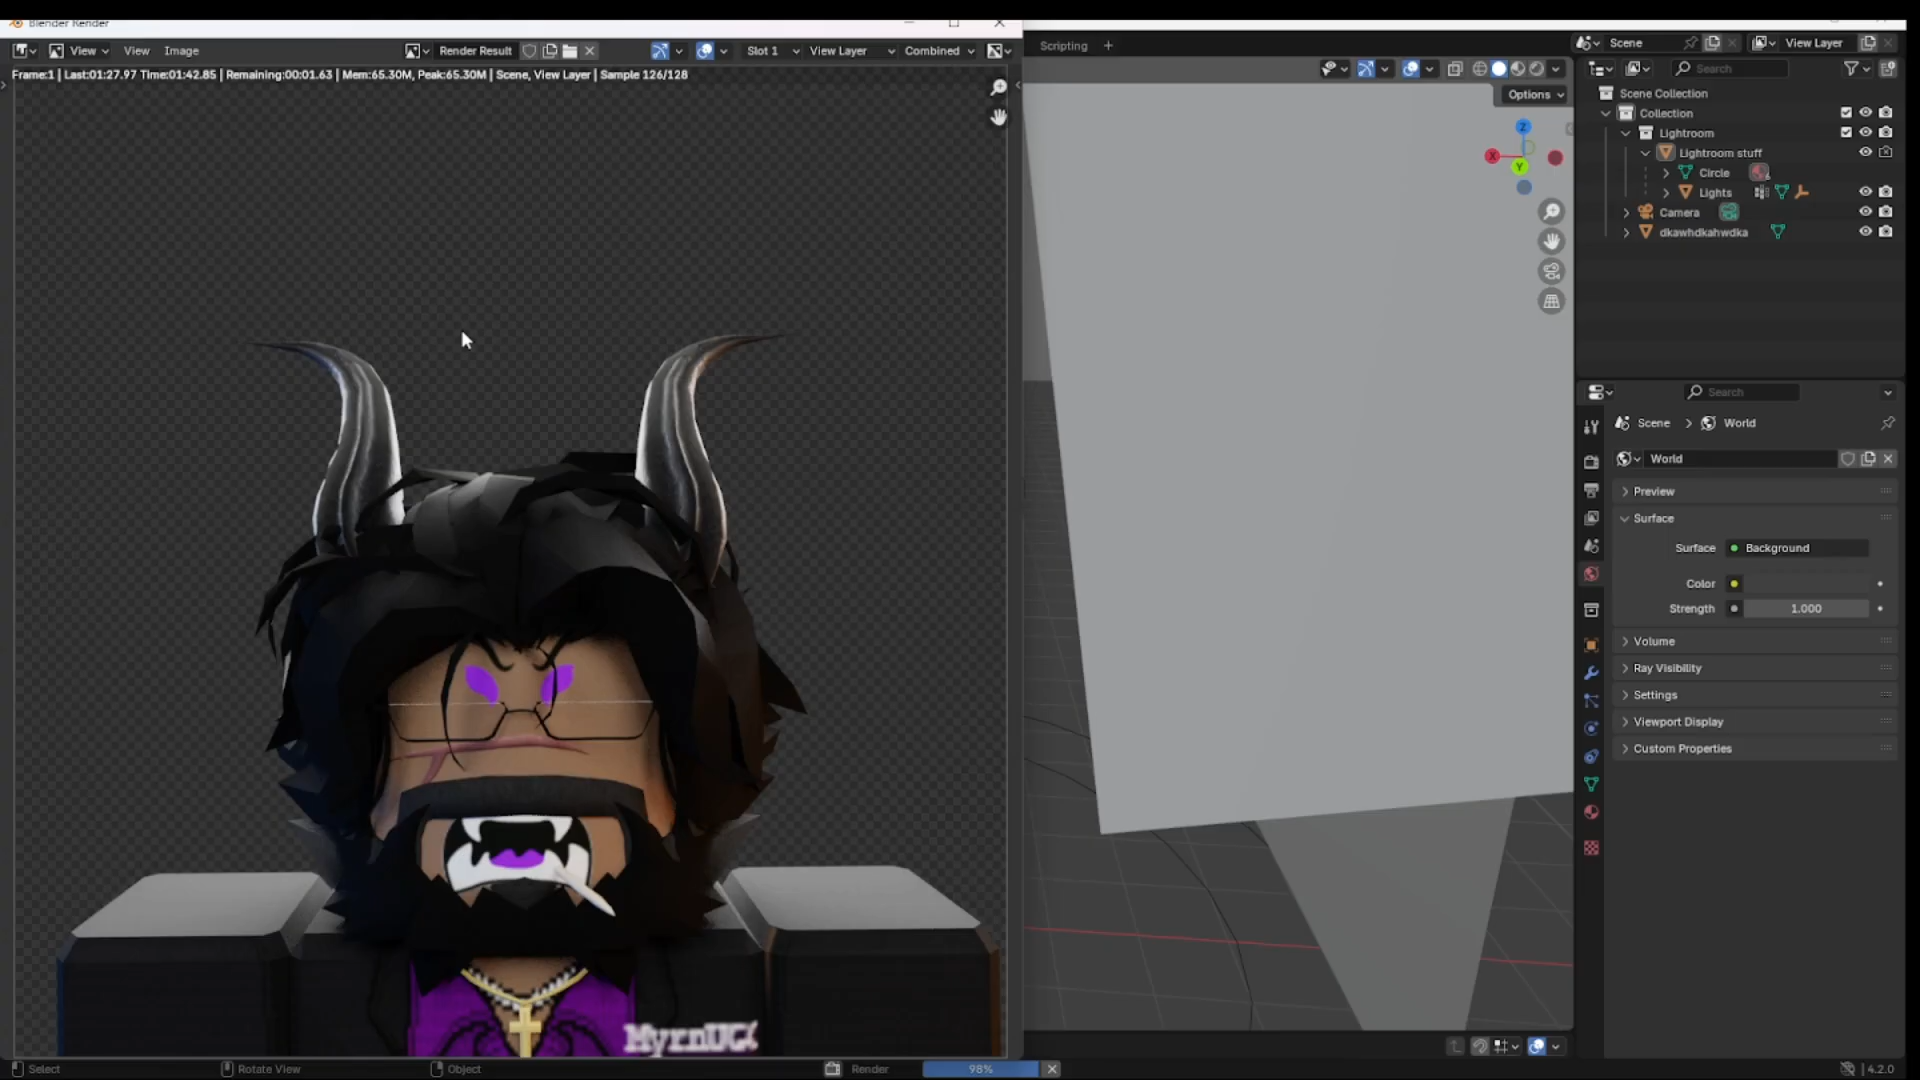 Blender Render
View
View
Image
Render Result
Slot 1
View Layer
Combined
Frame:1 | Last:01:27.97 Time:01:42.85 | Remaining:00:01.63 | Mem:65.30M, Peak:65.30M | Scene, View Layer | Sample 126/128
MyrnUG
Scripting
+
Options
Z
X
Y
Scene
View Layer
Search
Scene Collection
Collection
Lightroom
Lightroom stuff
Circle
Lights
Camera
dkawhdkahwdka
Search
Scene > World
World
Preview
Surface
Surface Background
Color
Strength 1.000
Volume
Ray Visibility
Settings
Viewport Display
Custom Properties
Select
Rotate View
Object
Render
98%
4.2.0